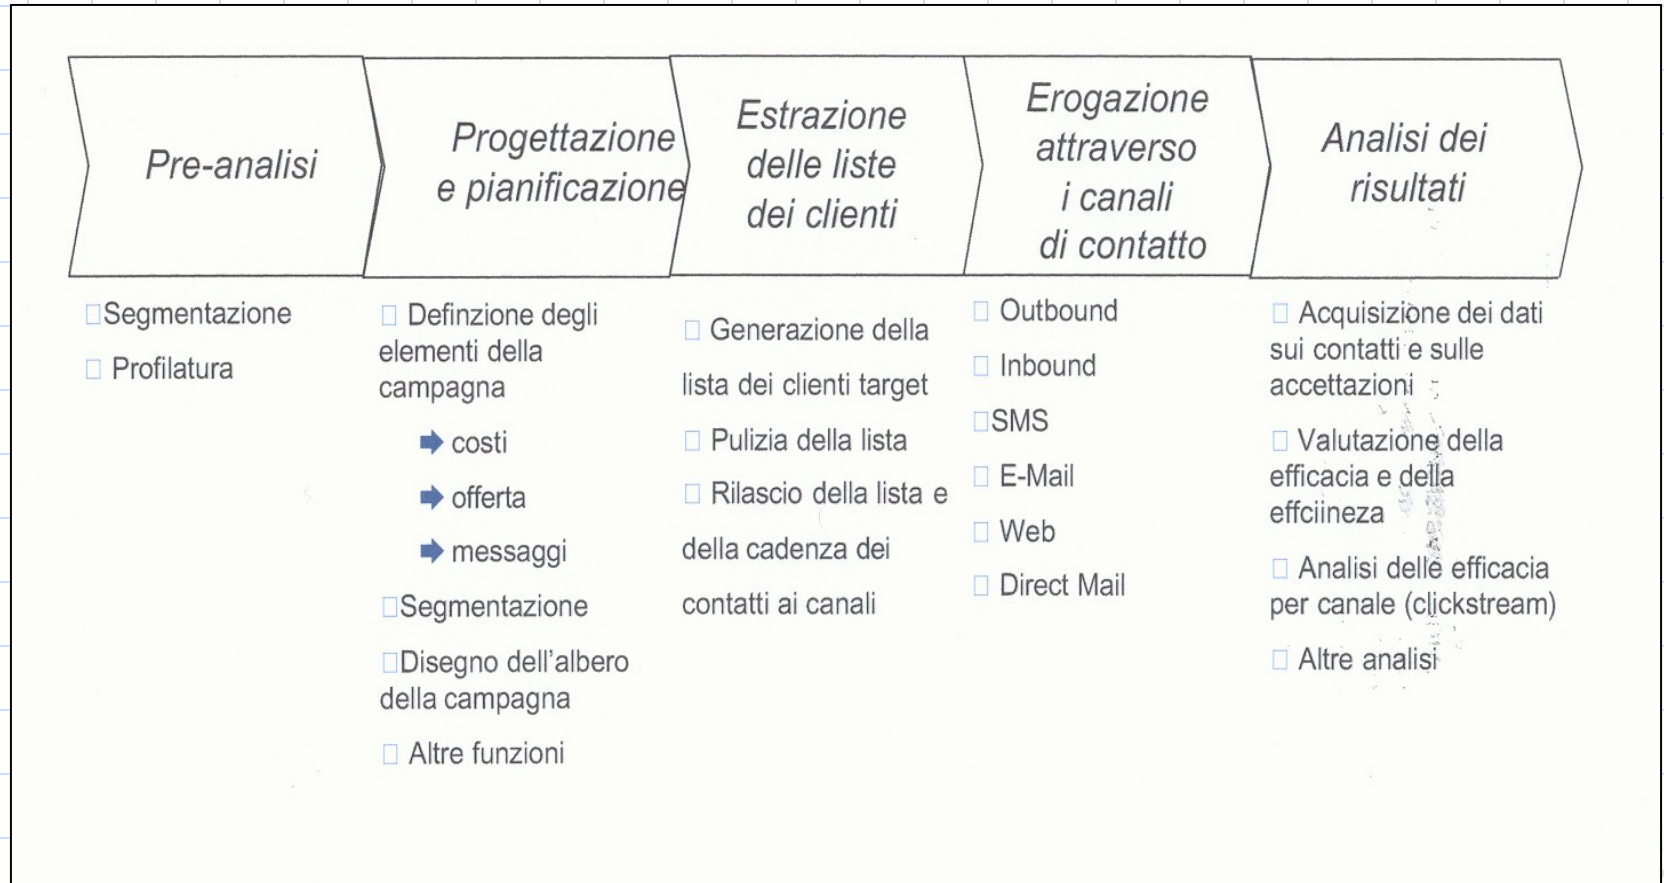 Pre-analisi
Progettazione
e pianificazione
Estrazione
delle liste
dei clienti
Erogazione
attraverso
i canali
di contatto
Analisi dei
risultati
Segmentazione
Profilatura
Definzione degli
elementi della
campagna
costi
offerta
messaggi
Segmentazione
Disegno dell'albero
della campagna
Altre funzioni
Generazione della
lista dei clienti target
Pulizia della lista
Rilascio della lista e
della cadenza dei
contatti ai canali
Outbound
Inbound
SMS
E-Mail
Web
Direct Mail
Acquisizione dei dati
sui contatti e sulle
accettazioni
Valutazione della
efficacia e della
effciineza
Analisi delle efficacia
per canale (clickstream)
Altre analisi